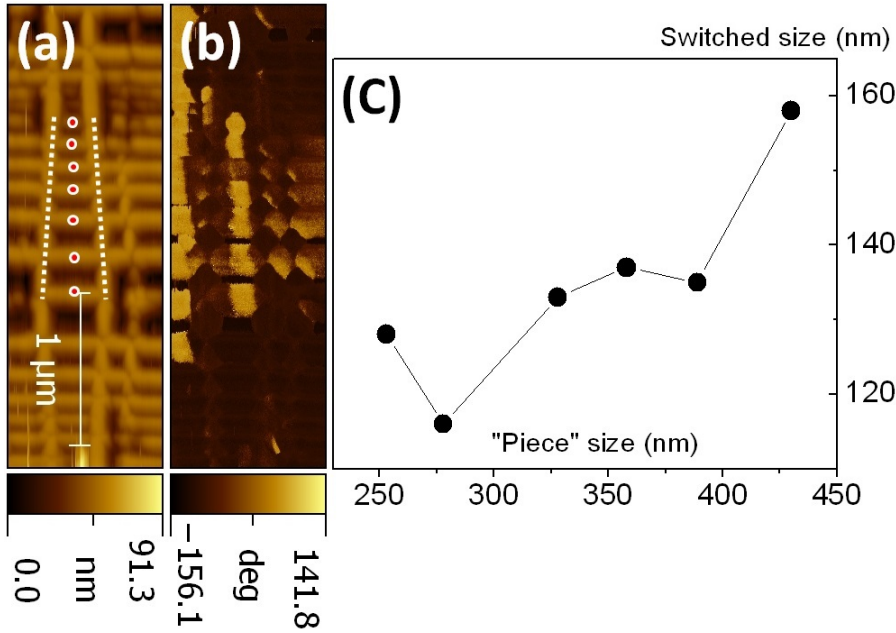 (a)
1 μm
0.0 nm 91.3
(b)
−156.1 deg 141.8
(C)
Switched size (nm)
160
140
120
"Piece" size (nm)
250 300 350 400 450